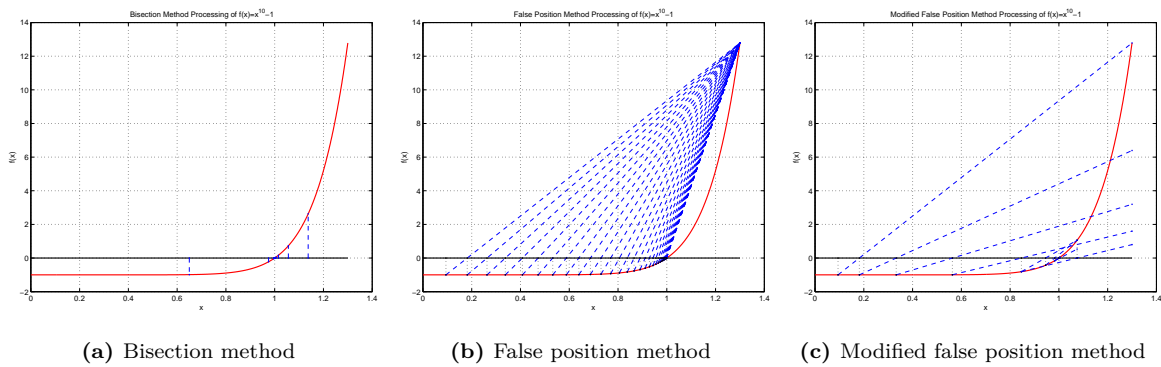 Bisection Method Processing of f(x)=x^10−1
14
12
10
8
6
4
2
0
−2
f(x)
0 0.2 0.4 0.6 0.8 1 1.2 1.4
x
(a) Bisection method
False Position Method Processing of f(x)=x^10−1
14
12
10
8
6
4
2
0
−2
f(x)
0 0.2 0.4 0.6 0.8 1 1.2 1.4
x
(b) False position method
Modified False Position Method Processing of f(x)=x^10−1
14
12
10
8
6
4
2
0
−2
f(x)
0 0.2 0.4 0.6 0.8 1 1.2 1.4
x
(c) Modified false position method